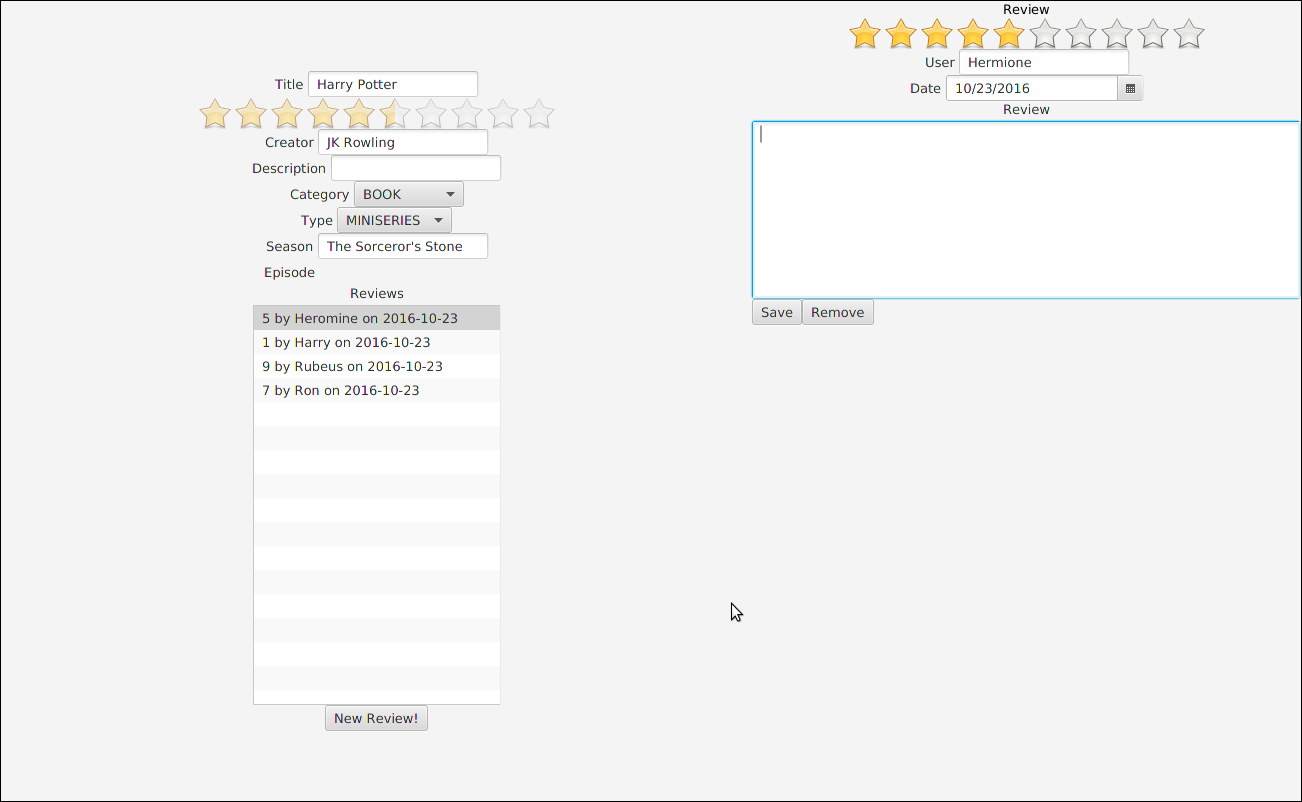 Title Harry Potter
Creator JK Rowling
Description
Category BOOK
Type MINISERIES
Season The Sorceror's Stone
Episode
Reviews
5 by Heromine on 2016-10-23
1 by Harry on 2016-10-23
9 by Rubeus on 2016-10-23
7 by Ron on 2016-10-23
New Review!
Review
User Hermione
Date 10/23/2016
Review
Save Remove